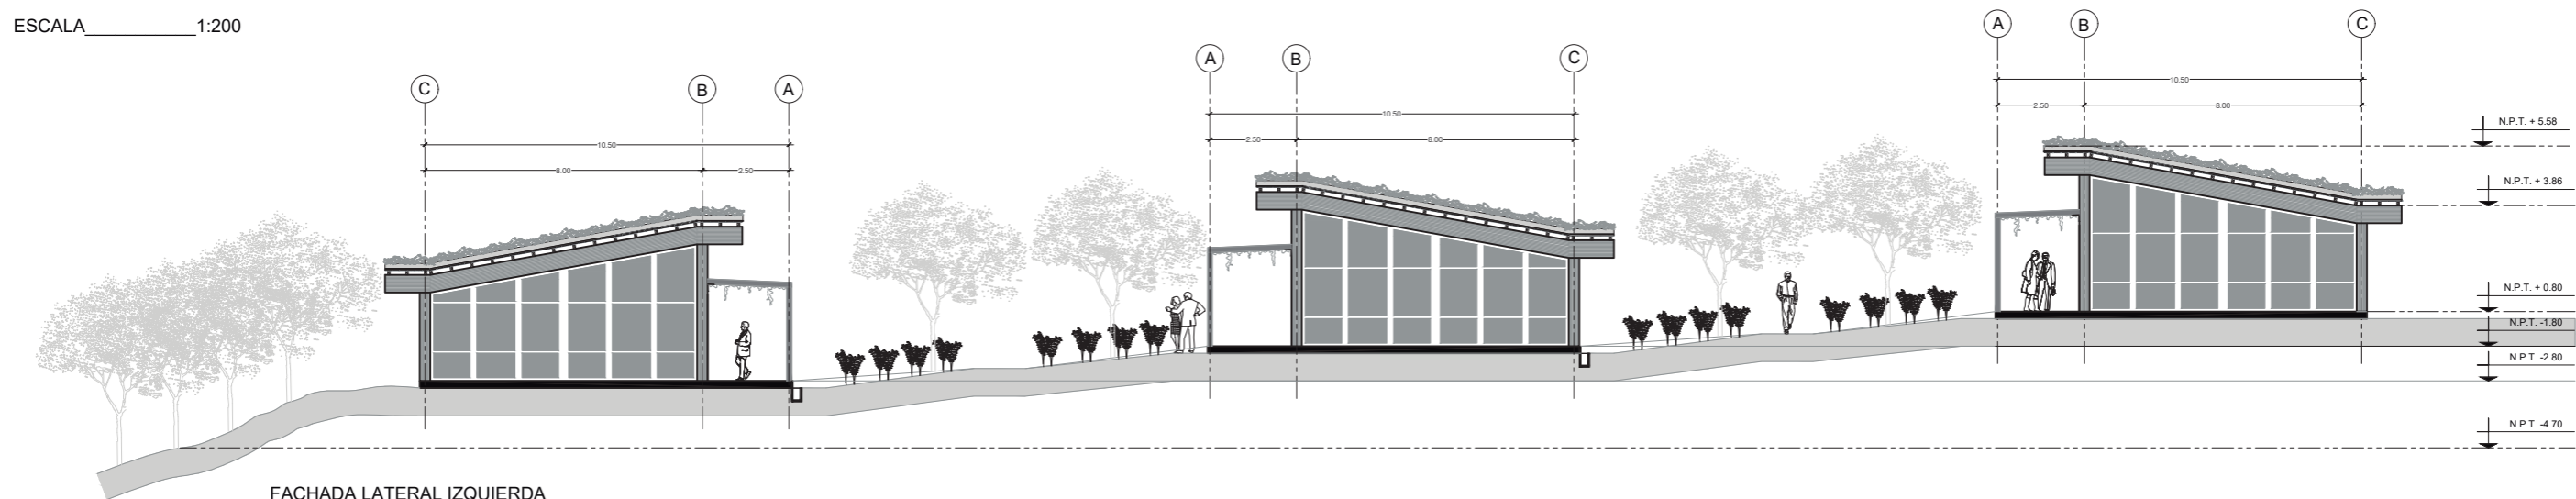 ESCALA___________1:200
A B C
A B C
C B A
10.50
2.50 8.00
10.50
2.50 8.00
10.50
8.00 2.50
N.P.T. + 5.58
N.P.T. + 3.86
N.P.T. + 0.80
N.P.T. -1.80
N.P.T. -2.80
N.P.T. -4.70
FACHADA LATERAL IZQUIERDA